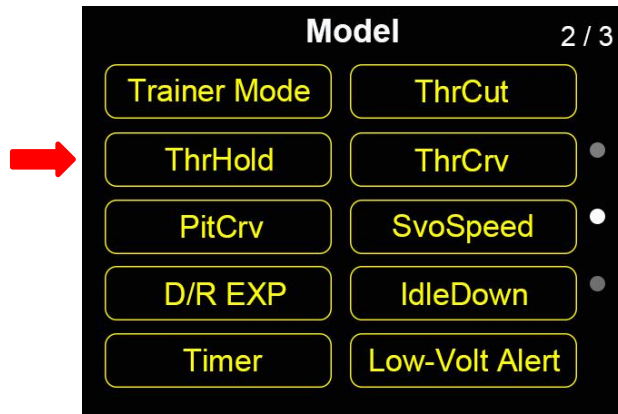 Model 2 / 3
Trainer Mode ThrCut
ThrHold ThrCrv
PitCrv SvoSpeed
D/R EXP IdleDown
Timer Low-Volt Alert